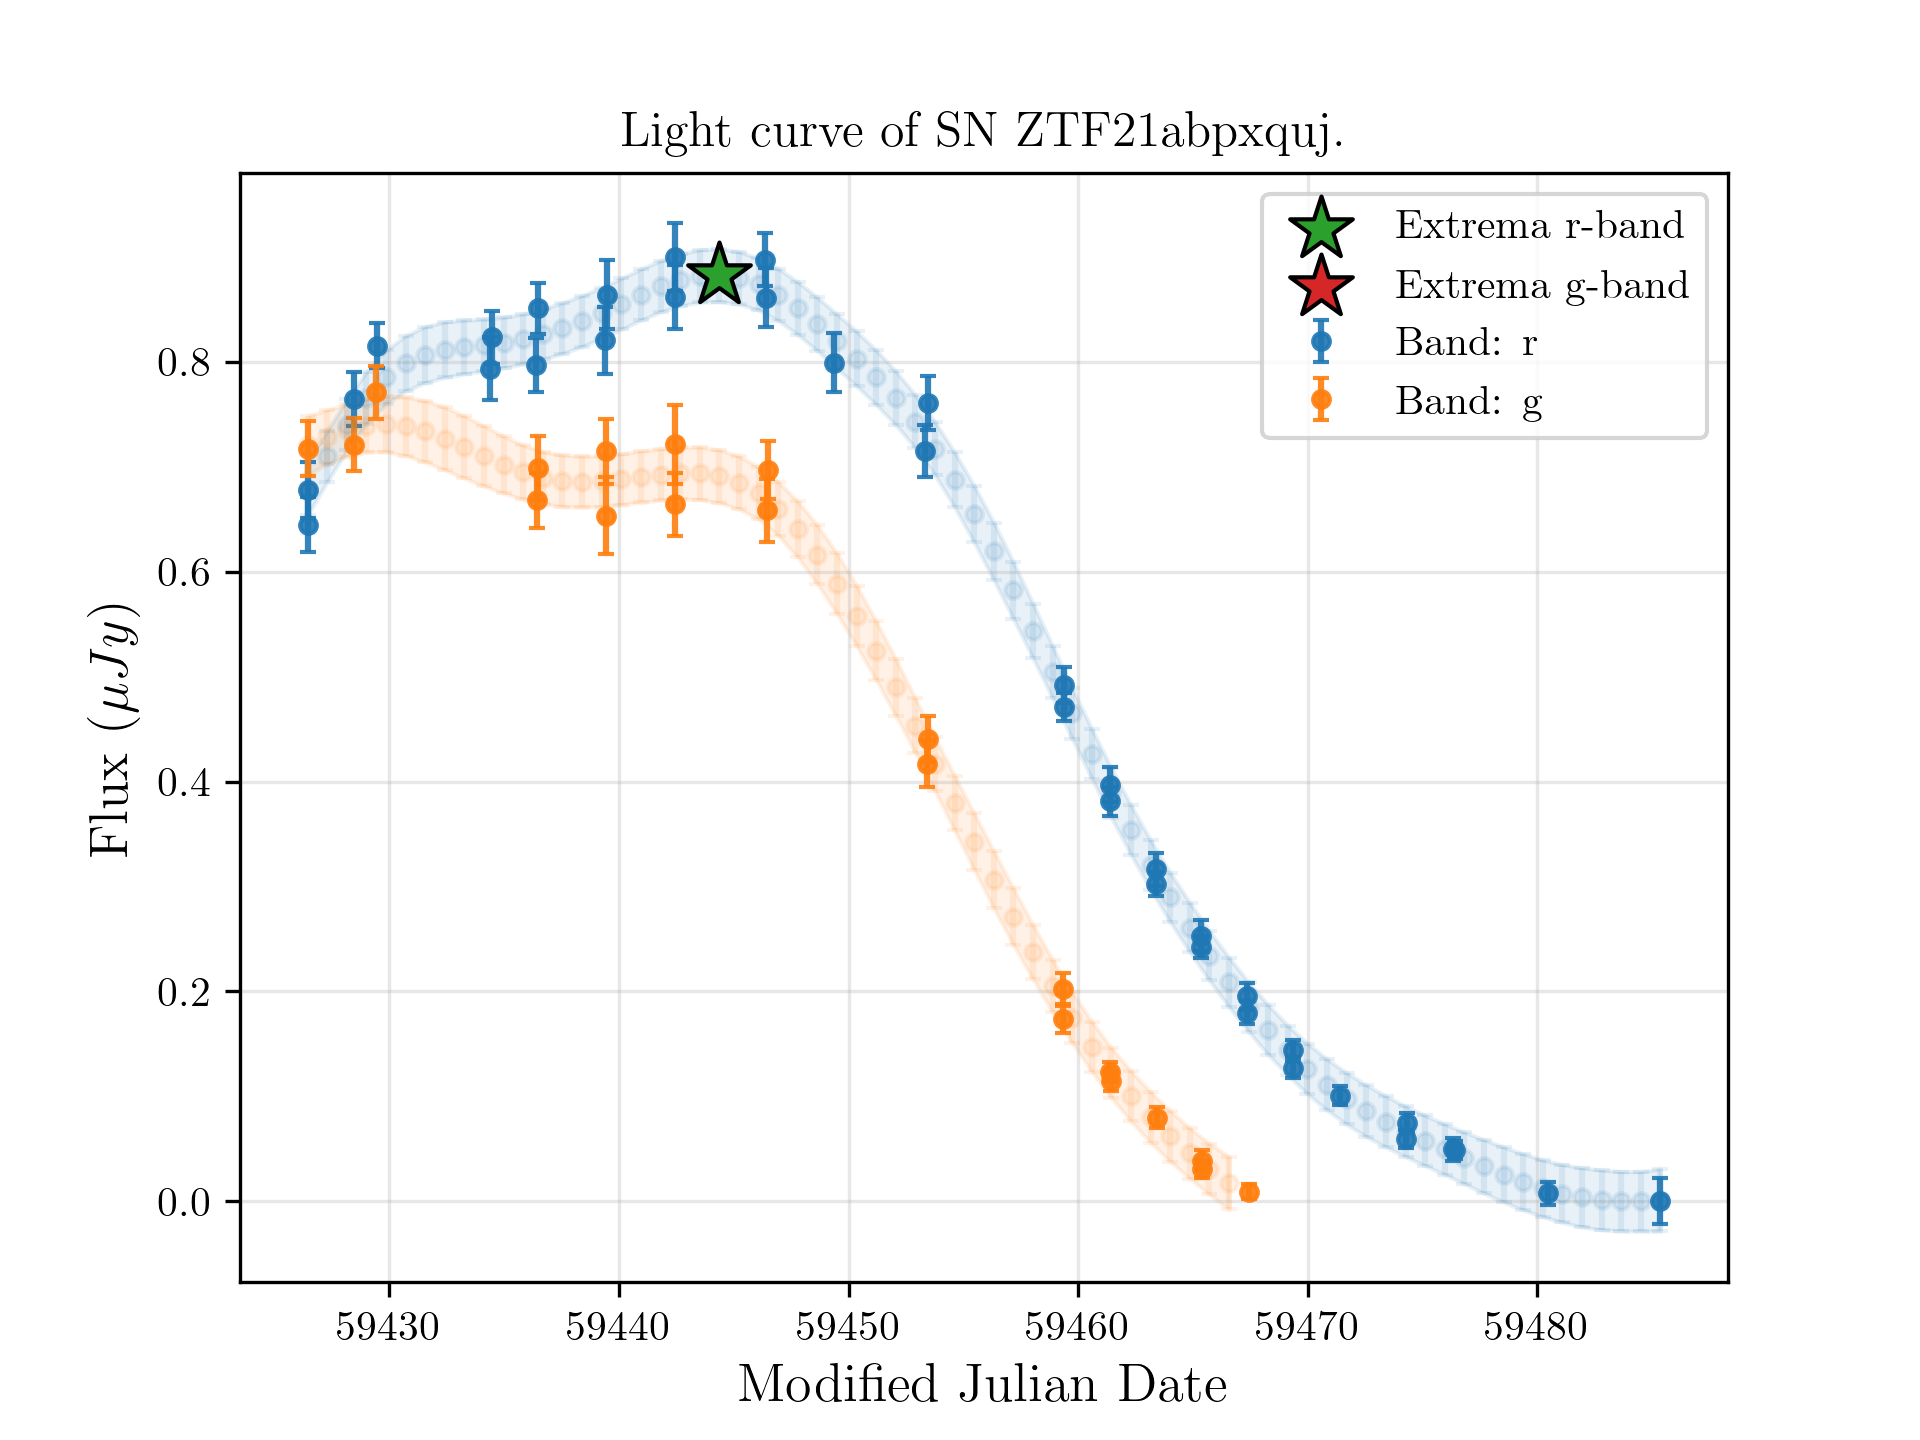 Light curve of SN ZTF21abpxquj.
Extrema r-band
Extrema g-band
Band: r
Band: g
Flux (μJy)
0.8
0.6
0.4
0.2
0.0
59430 59440 59450 59460 59470 59480
Modified Julian Date